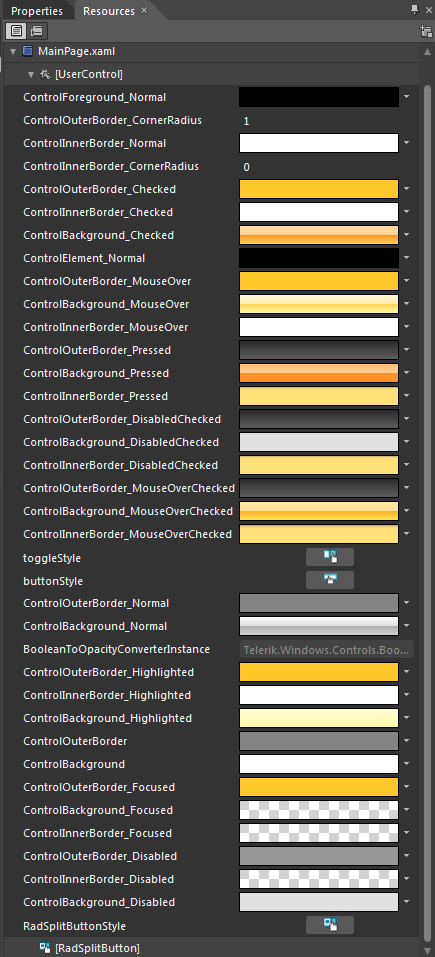 Properties Resources
MainPage.xaml
[UserControl]
ControlForeground_Normal
ControlOuterBorder_CornerRadius 1
ControlInnerBorder_Normal
ControlInnerBorder_CornerRadius 0
ControlOuterBorder_Checked
ControlInnerBorder_Checked
ControlBackground_Checked
ControlElement_Normal
ControlOuterBorder_MouseOver
ControlBackground_MouseOver
ControlInnerBorder_MouseOver
ControlOuterBorder_Pressed
ControlBackground_Pressed
ControlInnerBorder_Pressed
ControlOuterBorder_DisabledChecked
ControlBackground_DisabledChecked
ControlInnerBorder_DisabledChecked
ControlOuterBorder_MouseOverChecked
ControlBackground_MouseOverChecked
ControlInnerBorder_MouseOverChecked
toggleStyle
buttonStyle
ControlOuterBorder_Normal
ControlBackground_Normal
BooleanToOpacityConverterInstance Telerik.Windows.Controls.Boo...
ControlOuterBorder_Highlighted
ControlInnerBorder_Highlighted
ControlBackground_Highlighted
ControlOuterBorder
ControlBackground
ControlOuterBorder_Focused
ControlBackground_Focused
ControlInnerBorder_Focused
ControlOuterBorder_Disabled
ControlInnerBorder_Disabled
ControlBackground_Disabled
RadSplitButtonStyle
[RadSplitButton]